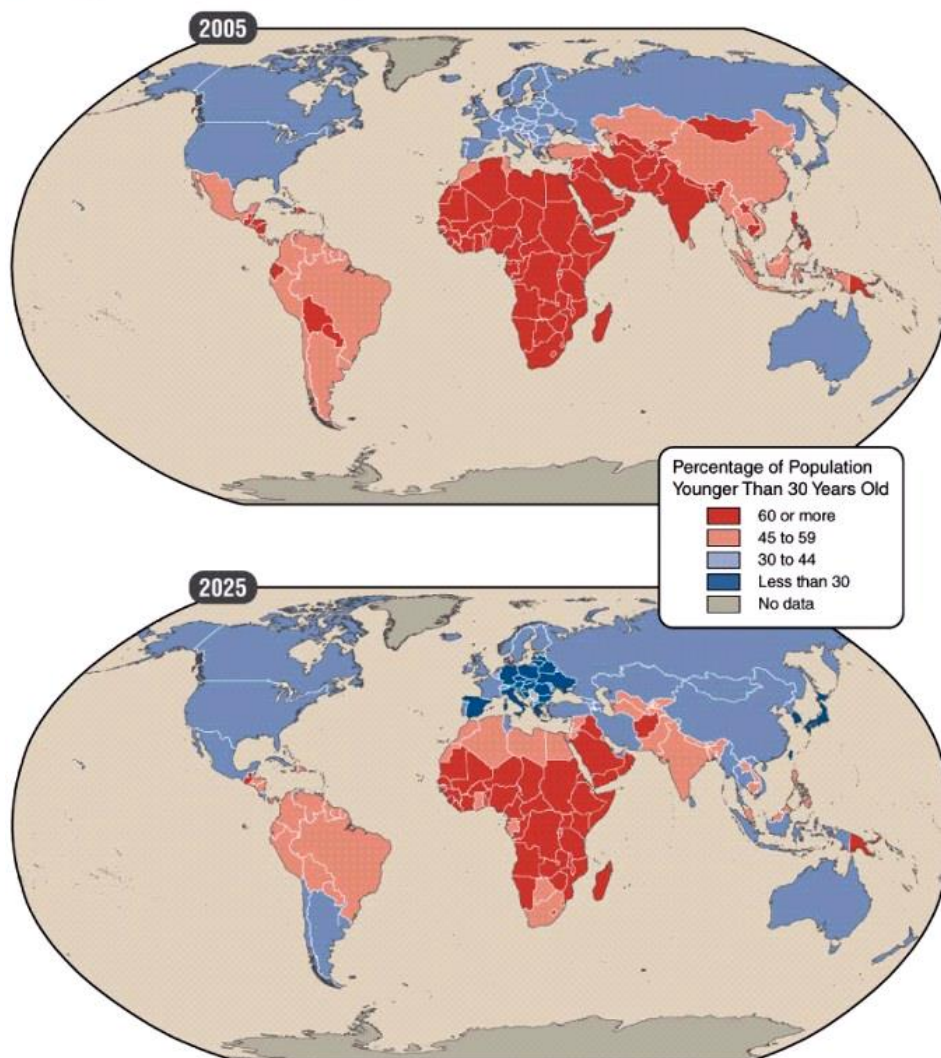 2005
Percentage of Population
Younger Than 30 Years Old
60 or more
45 to 59
30 to 44
Less than 30
No data
2025